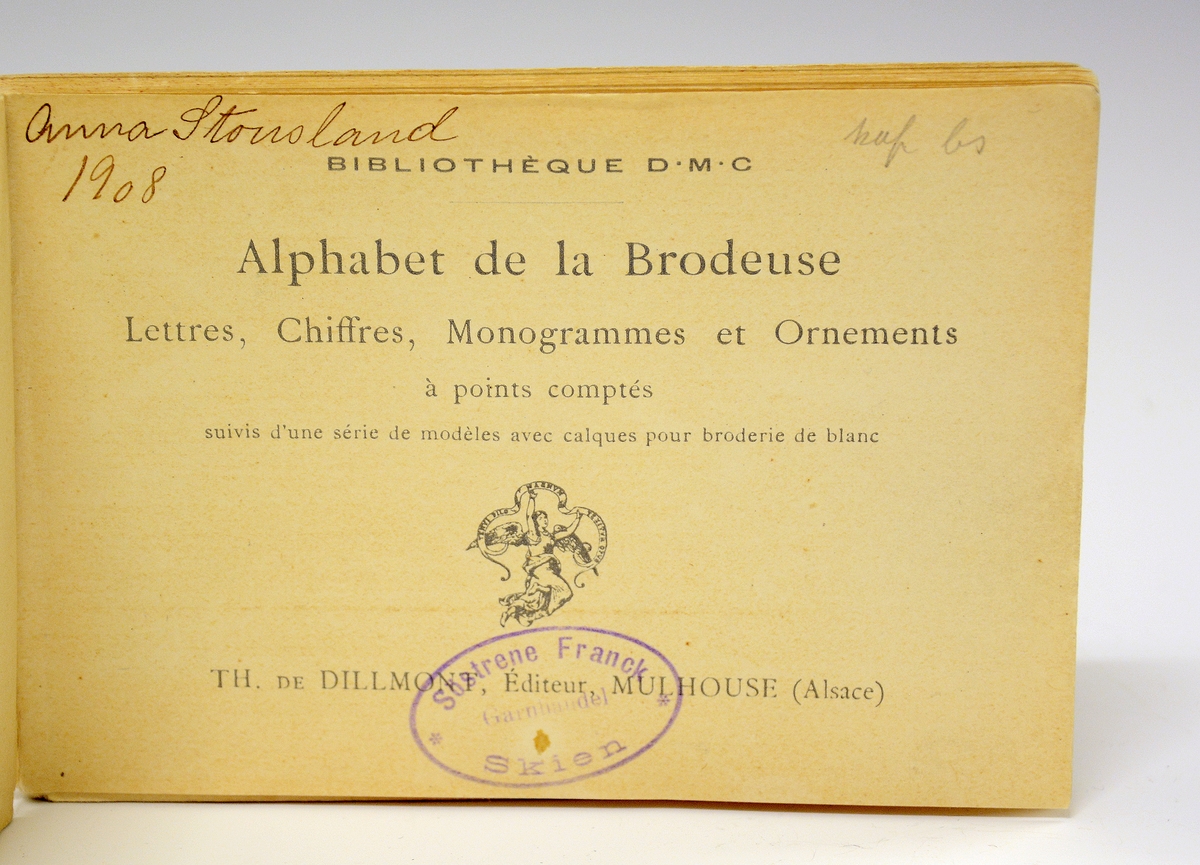 Anna Stousland
1908
BIBLIOTHÈQUE D·M·C
Alphabet de la Brodeuse
Lettres, Chiffres, Monogrammes et Ornements
à points comptés
suivis d'une série de modèles avec calques pour broderie de blanc
MAGNUM
TH. DE DILLMONT, Éditeur, MULHOUSE (Alsace)
Søstrene Franck
Garnhandel
* Skien *